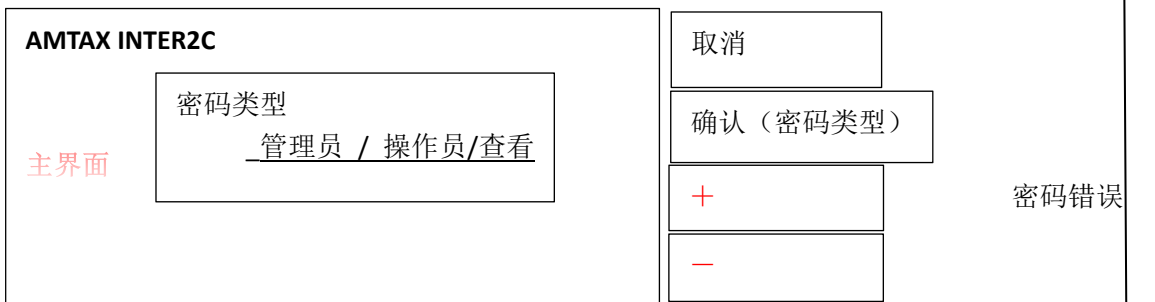 AMTAX INTER2C
密码类型
_管理员 / 操作员/查看
主界面
取消
确认（密码类型）
＋
密码错误
－